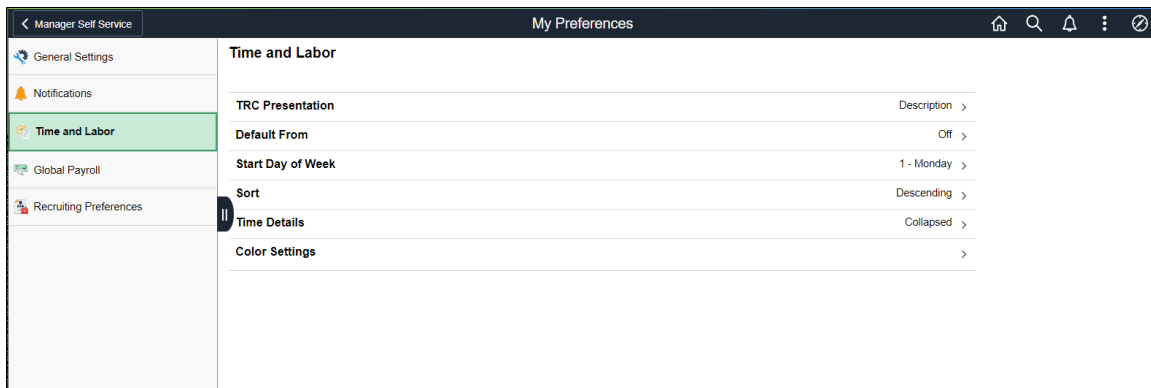 Manager Self Service
My Preferences
General Settings
Notifications
Time and Labor
Global Payroll
Recruiting Preferences
Time and Labor
TRC Presentation Description
Default From Off
Start Day of Week 1 - Monday
Sort Descending
Time Details Collapsed
Color Settings